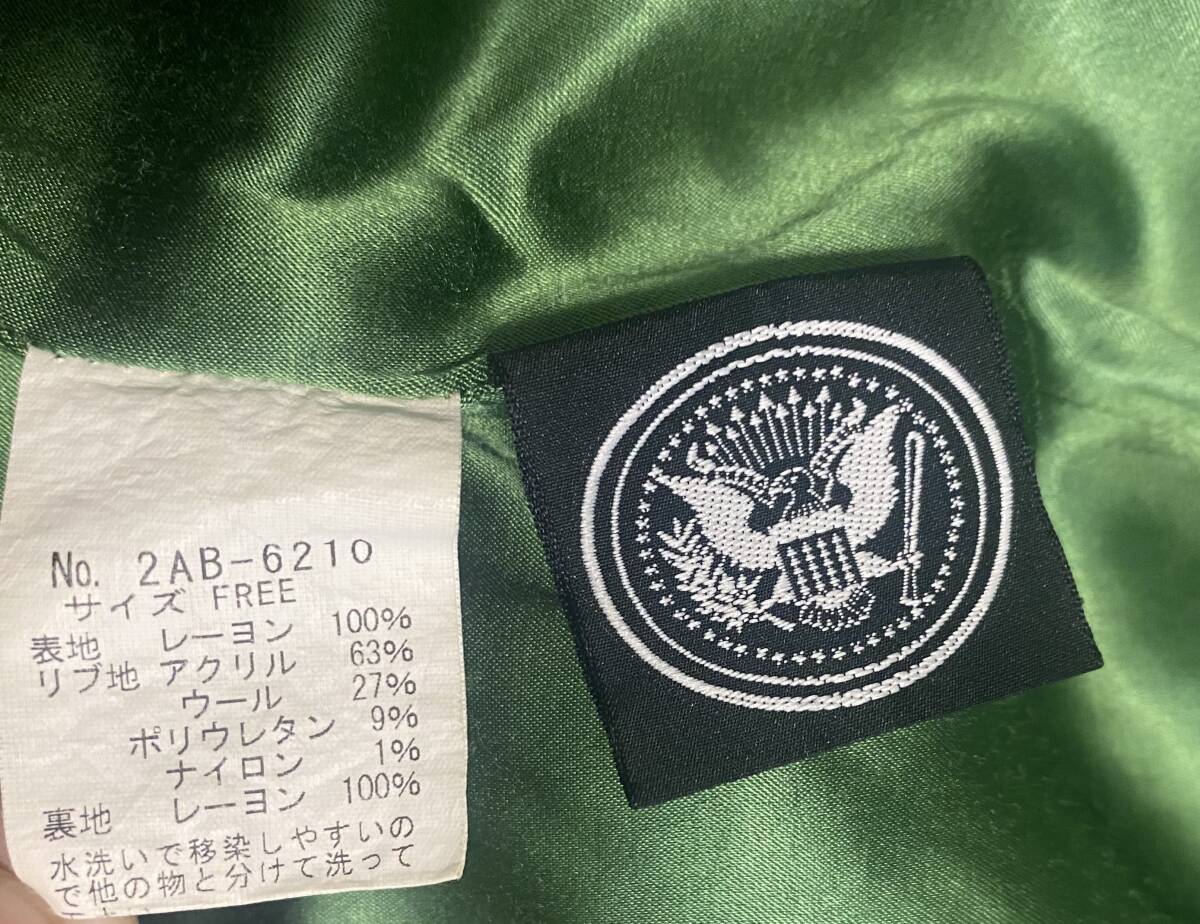 No. 2AB-6210
サイズ FREE
表地 レーヨン 100%
リブ地 アクリル 63%
ウール 27%
ポリウレタン 9%
ナイロン 1%
裏地 レーヨン 100%
水洗いで移染しやすいの
で他の物と分けて洗って